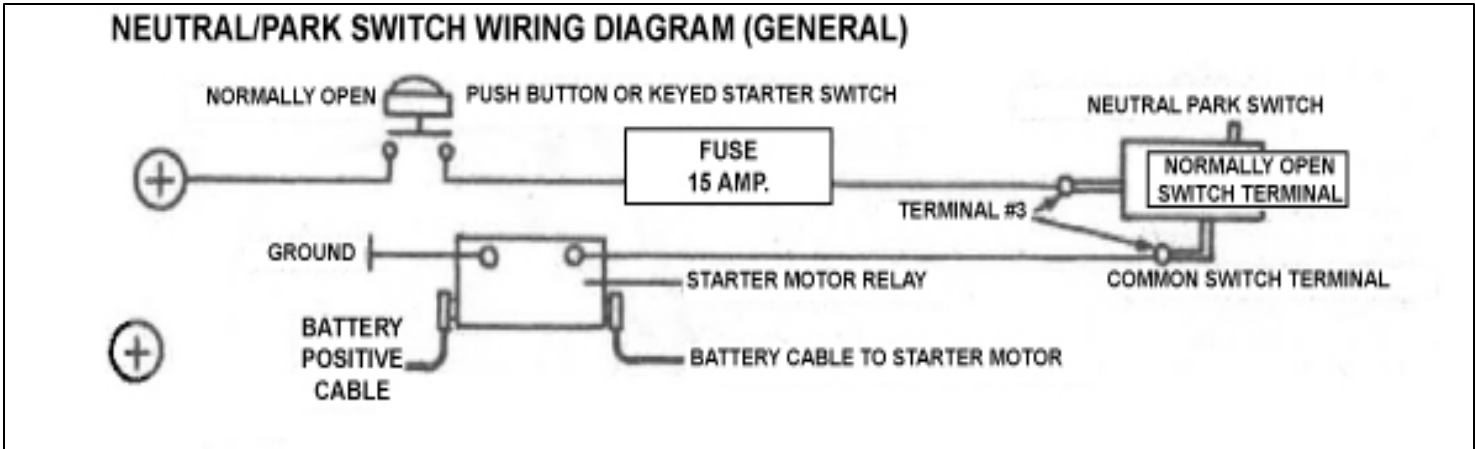 NEUTRAL/PARK SWITCH WIRING DIAGRAM (GENERAL)
NORMALLY OPEN
PUSH BUTTON OR KEYED STARTER SWITCH
NEUTRAL PARK SWITCH
FUSE
15 AMP.
NORMALLY OPEN
SWITCH TERMINAL
+
TERMINAL #3
GROUND
STARTER MOTOR RELAY
COMMON SWITCH TERMINAL
BATTERY
POSITIVE
CABLE
+
BATTERY CABLE TO STARTER MOTOR